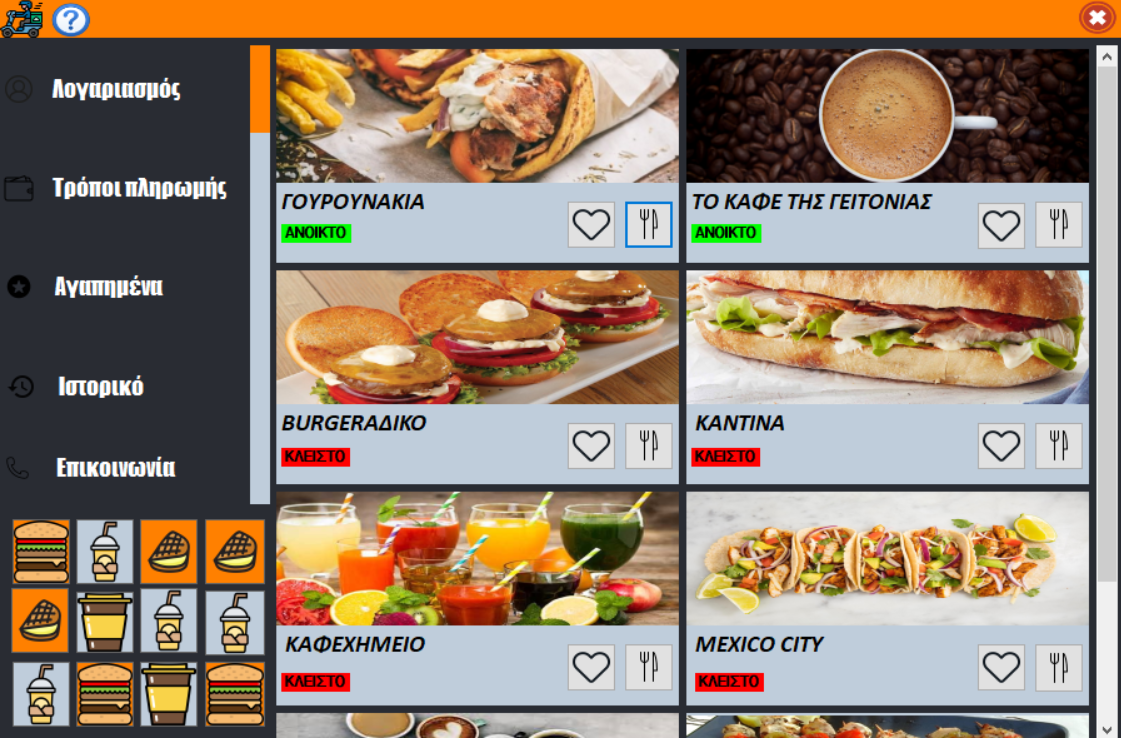 ?
Λογαριασμός
Τρόποι πληρωμής
Αγαπημένα
Ιστορικό
Επικοινωνία
ΓΟΥΡΟΥΝΑΚΙΑ
ΑΝΟΙΚΤΟ
ΤΟ ΚΑΦΕ ΤΗΣ ΓΕΙΤΟΝΙΑΣ
ΑΝΟΙΚΤΟ
BURGERΑΔΙΚΟ
ΚΛΕΙΣΤΟ
ΚΑΝΤΙΝΑ
ΚΛΕΙΣΤΟ
ΚΑΦΕΧΗΜΕΙΟ
ΚΛΕΙΣΤΟ
MEXICO CITY
ΚΛΕΙΣΤΟ